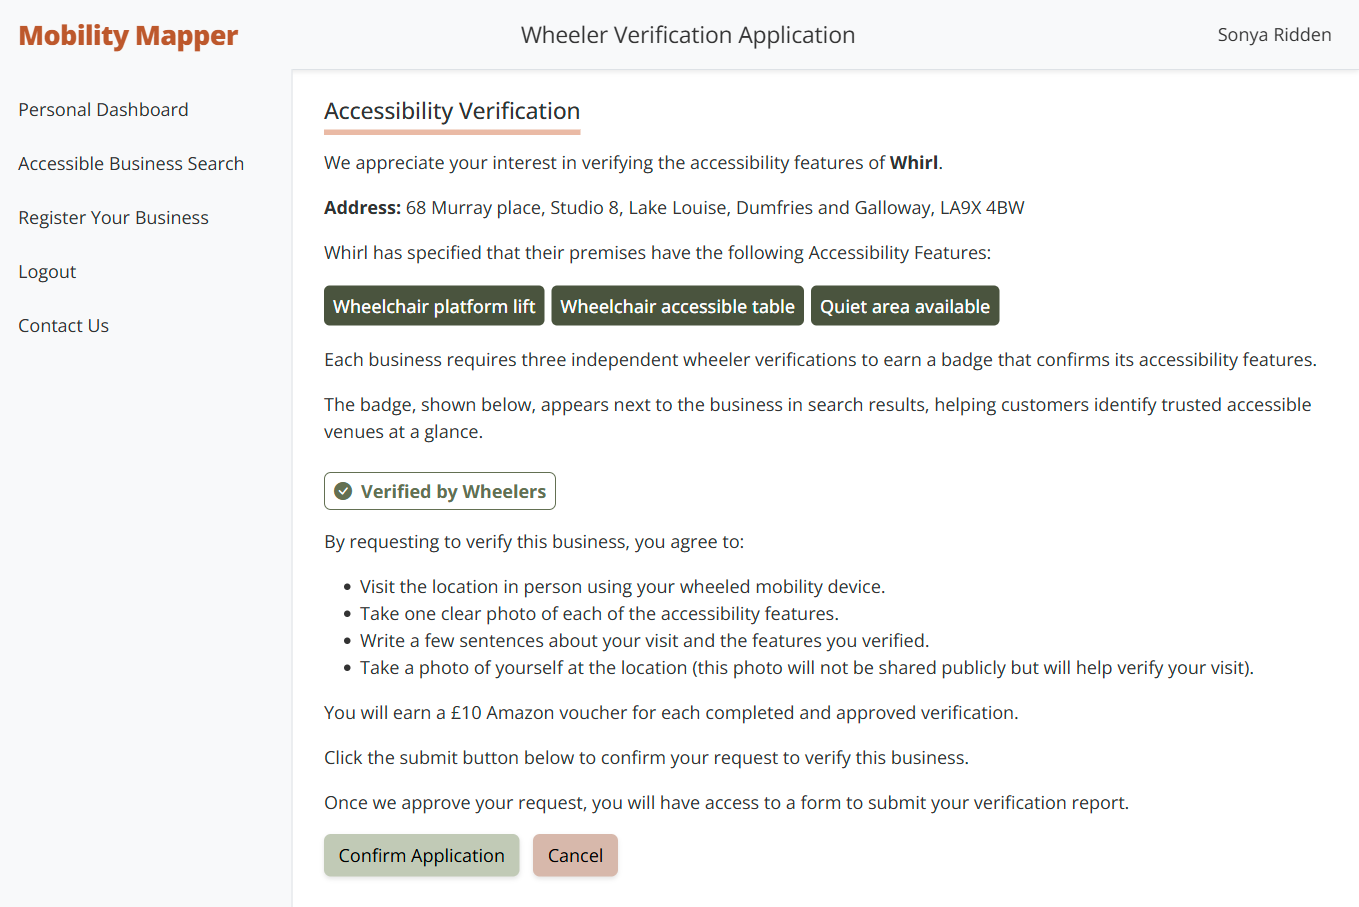 Mobility Mapper
Wheeler Verification Application
Sonya Ridden
Personal Dashboard
Accessible Business Search
Register Your Business
Logout
Contact Us
Accessibility Verification
We appreciate your interest in verifying the accessibility features of Whirl.
Address: 68 Murray place, Studio 8, Lake Louise, Dumfries and Galloway, LA9X 4BW
Whirl has specified that their premises have the following Accessibility Features:
Wheelchair platform lift
Wheelchair accessible table
Quiet area available
Each business requires three independent wheeler verifications to earn a badge that confirms its accessibility features.
The badge, shown below, appears next to the business in search results, helping customers identify trusted accessible
venues at a glance.
Verified by Wheelers
By requesting to verify this business, you agree to:
• Visit the location in person using your wheeled mobility device.
• Take one clear photo of each of the accessibility features.
• Write a few sentences about your visit and the features you verified.
• Take a photo of yourself at the location (this photo will not be shared publicly but will help verify your visit).
You will earn a £10 Amazon voucher for each completed and approved verification.
Click the submit button below to confirm your request to verify this business.
Once we approve your request, you will have access to a form to submit your verification report.
Confirm Application
Cancel